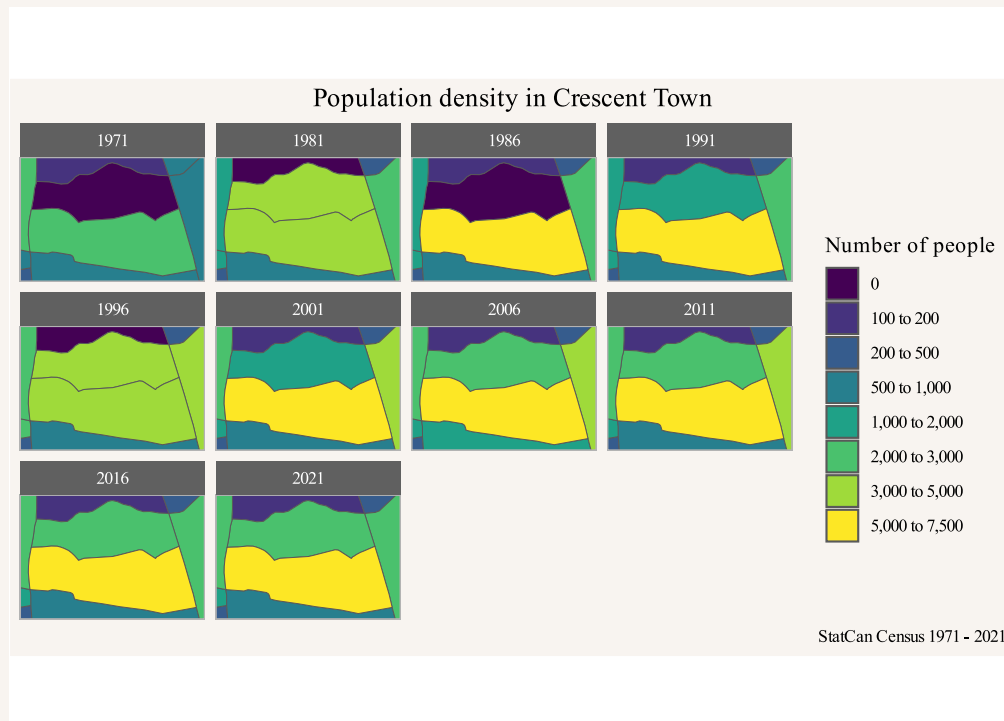 Population density in Crescent Town
1971 1981 1986 1991
1996 2001 2006 2011
2016 2021
Number of people
0
100 to 200
200 to 500
500 to 1,000
1,000 to 2,000
2,000 to 3,000
3,000 to 5,000
5,000 to 7,500
StatCan Census 1971 - 2021